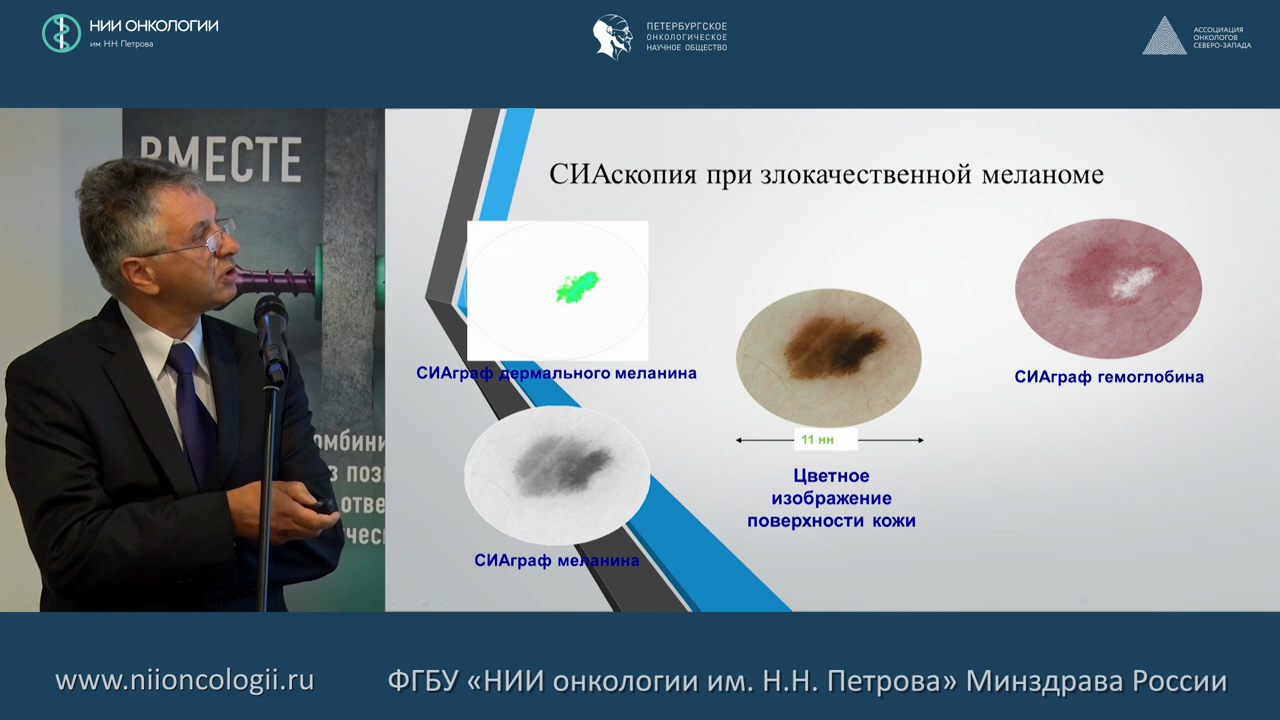 НИИ ОНКОЛОГИИ
им. Н.Н. Петрова
ПЕТЕРБУРГСКОЕ
ОНКОЛОГИЧЕСКОЕ
НАУЧНОЕ ОБЩЕСТВО
АССОЦИАЦИЯ
ОНКОЛОГОВ
СЕВЕРО-ЗАПАДА
ВМЕСТЕ
СИАскопия при злокачественной меланоме
СИАграф дермального меланина
СИАграф гемоглобина
11 нн
Цветное
изображение
поверхности кожи
СИАграф меланина
www.niioncologii.ru
ФГБУ «НИИ онкологии им. Н.Н. Петрова» Минздрава России